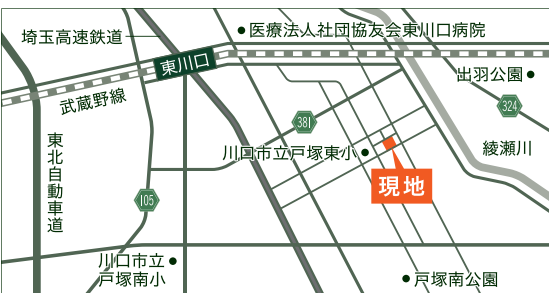 埼玉高速鉄道
医療法人社団協友会東川口病院
東川口
出羽公園
武蔵野線
324
381
東北自動車道
川口市立戸塚東小
綾瀬川
現地
105
川口市立
戸塚南小
戸塚南公園